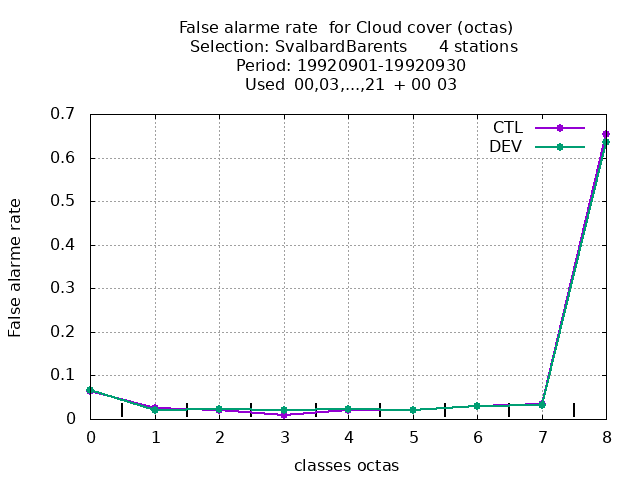 False alarme rate  for Cloud cover (octas)
Selection: SvalbardBarents      4 stations
Period: 19920901-19920930
Used  00,03,...,21  + 00 03
CTL
DEV
0.7
0.6
0.5
0.4
0.3
0.2
0.1
0
False alarme rate
0 1 2 3 4 5 6 7 8
classes octas